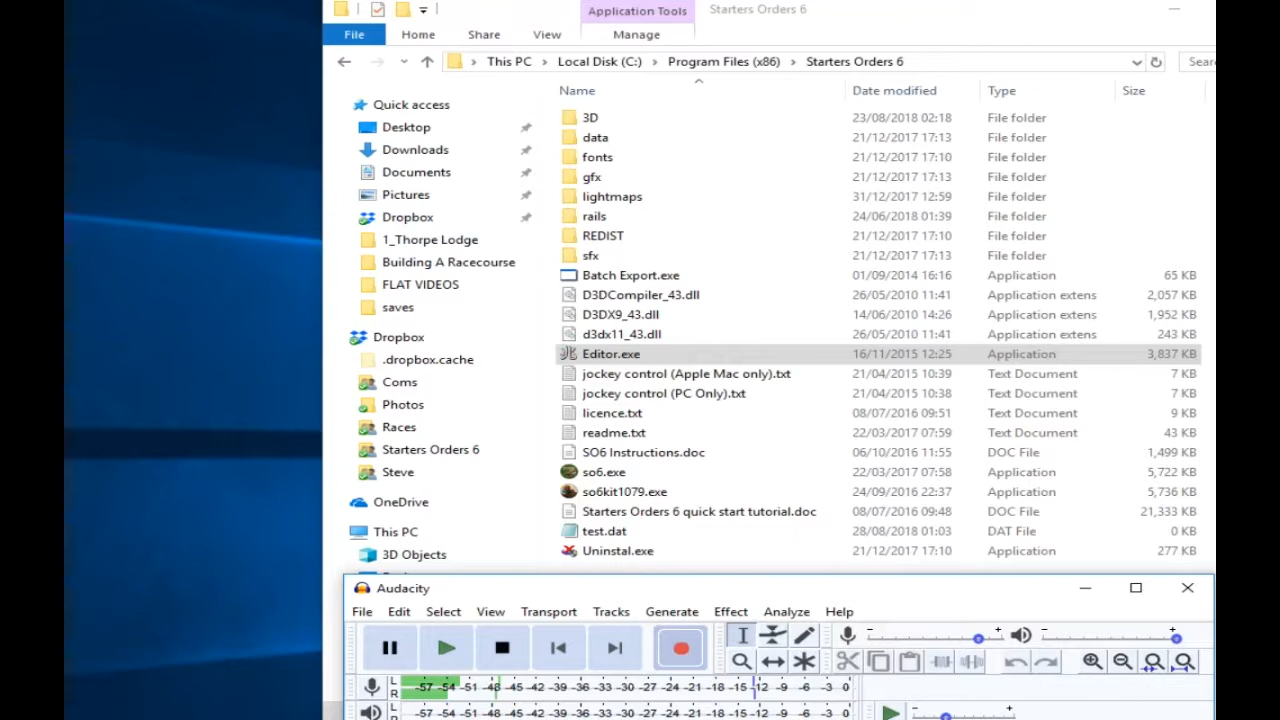 Application Tools Starters Orders 6
File Home Share View Manage
This PC Local Disk (C:) Program Files (x86) Starters Orders 6
Name Date modified Type Size
Quick access
Desktop
Downloads
Documents
Pictures
Dropbox
1_Thorpe Lodge
Building A Racecourse
FLAT VIDEOS
saves
Dropbox
.dropbox.cache
Coms
Photos
Races
Starters Orders 6
Steve
OneDrive
This PC
3D Objects
3D 23/08/2018 02:18 File folder
data 21/12/2017 17:13 File folder
fonts 21/12/2017 17:10 File folder
gfx 21/12/2017 17:13 File folder
lightmaps 31/12/2017 12:59 File folder
rails 24/06/2018 01:39 File folder
REDIST 21/12/2017 17:10 File folder
sfx 21/12/2017 17:13 File folder
Batch Export.exe 01/09/2014 16:16 Application 65 KB
D3DCompiler_43.dll 26/05/2010 11:41 Application extens 2,057 KB
D3DX9_43.dll 14/06/2010 14:26 Application extens 1,952 KB
d3dx11_43.dll 26/05/2010 11:41 Application extens 243 KB
Editor.exe 16/11/2015 12:25 Application 3,837 KB
jockey control (Apple Mac only).txt 21/04/2015 10:39 Text Document 7 KB
jockey control (PC Only).txt 21/04/2015 10:38 Text Document 7 KB
licence.txt 08/07/2016 09:51 Text Document 9 KB
readme.txt 22/03/2017 07:59 Text Document 43 KB
SO6 Instructions.doc 06/10/2016 11:55 DOC File 1,499 KB
so6.exe 22/03/2017 07:58 Application 5,722 KB
so6kit1079.exe 24/09/2016 22:37 Application 5,736 KB
Starters Orders 6 quick start tutorial.doc 08/07/2016 09:48 DOC File 21,333 KB
test.dat 28/08/2018 01:03 DAT File 0 KB
Uninstal.exe 21/12/2017 17:10 Application 277 KB
Audacity
File Edit Select View Transport Tracks Generate Effect Analyze Help
L R -57 -54 -51 -48 -45 -42 -39 -36 -33 -30 -27 -24 -21 -18 -15 -12 -9 -6 -3 0
L R -57 -54 -51 -48 -45 -42 -39 -36 -33 -30 -27 -24 -21 -18 -15 -12 -9 -6 -3 0